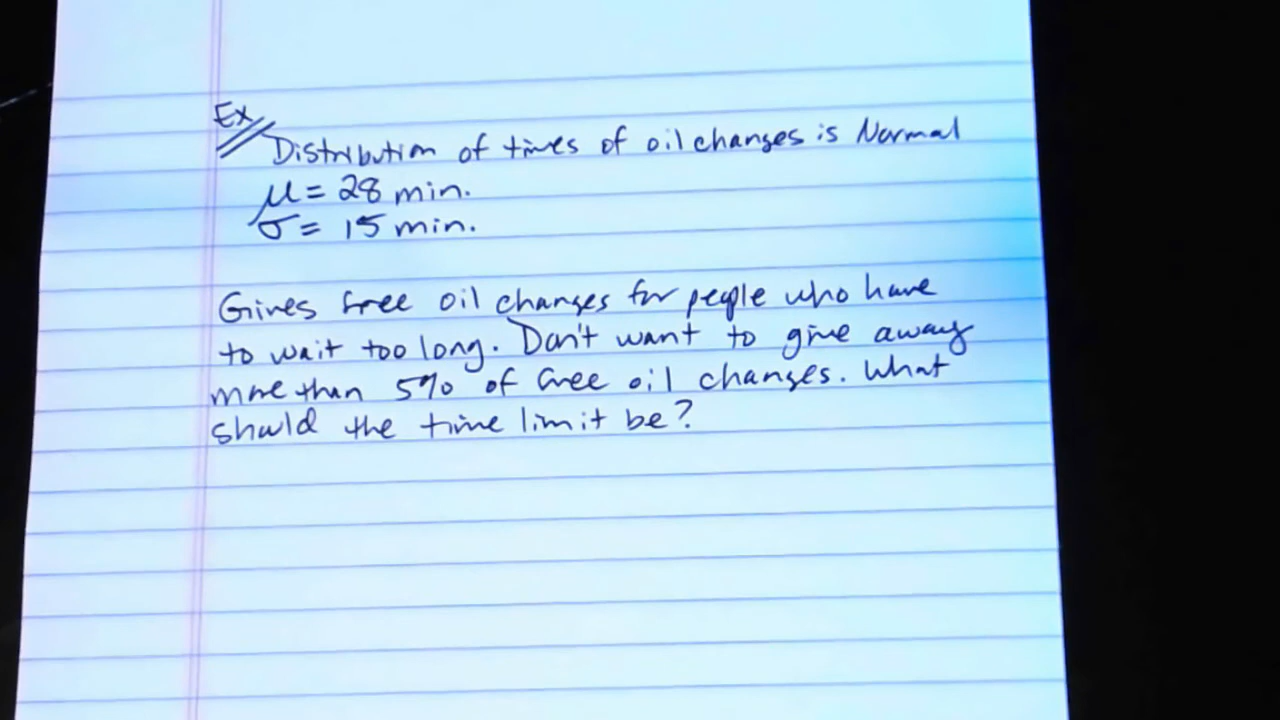 Ex
Distribution of times of oil changes is Normal
μ = 28 min.
σ = 15 min.
Gives free oil changes for people who have
to wait too long. Don't want to give away
more than 5% of free oil changes. What
should the time limit be?